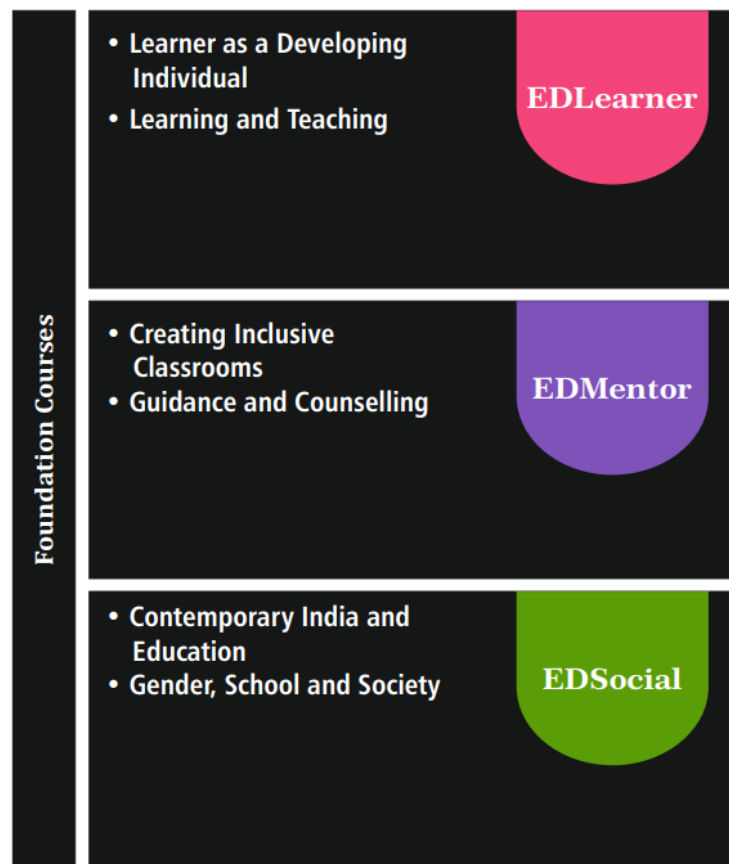 Foundation Courses
• Learner as a Developing
Individual
• Learning and Teaching
EDLearner
• Creating Inclusive
Classrooms
• Guidance and Counselling
EDMentor
• Contemporary India and
Education
• Gender, School and Society
EDSocial